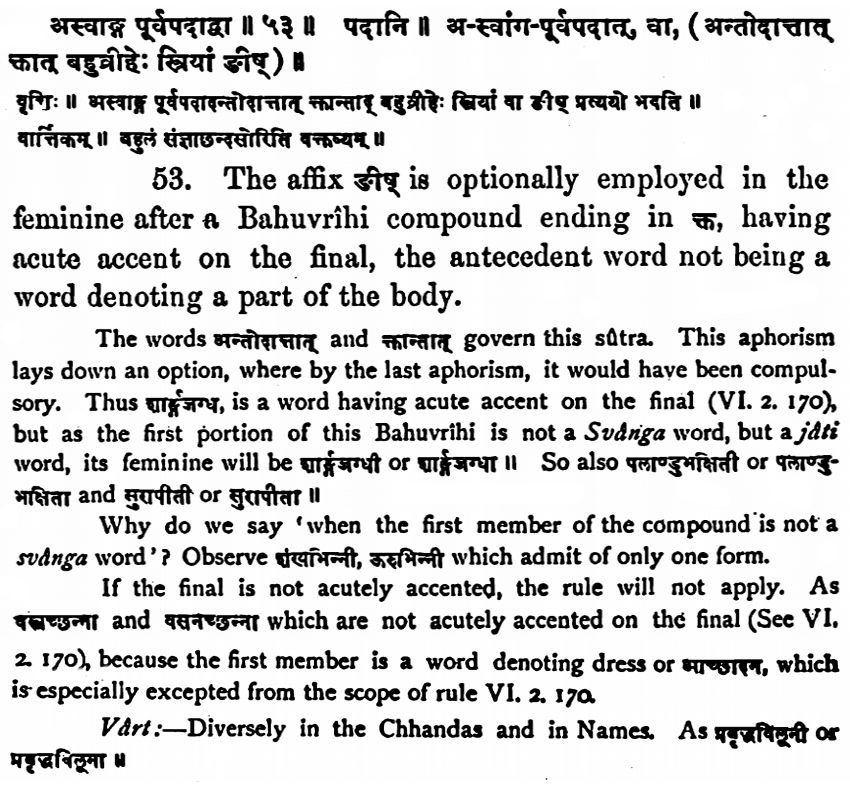 अस्वाङ्ग पूर्वपदाद्वा ॥ ५३ ॥ पदानि ॥ अ-स्वांग-पूर्वपदात्, वा, (अन्तोदात्तात्
क्तात् बहुव्रीहेः स्त्रियां ङीष्) ॥
वृत्तिः ॥ अस्वाङ्ग पूर्वपदादन्तोदात्तात् क्तान्ताद् बहुव्रीहेः स्त्रियां वा ङीष् प्रत्ययो भवति ॥
वार्त्तिकम् ॥ बहुलं संज्ञाछन्दसोरिति वक्तव्यम् ॥
53. The affix ङीष् is optionally employed in the
feminine after a Bahuvrîhi compound ending in क्त, having
acute accent on the final, the antecedent word not being a
word denoting a part of the body.
The words अन्तोदात्तात् and क्तान्तात् govern this sûtra. This aphorism
lays down an option, where by the last aphorism, it would have been compul-
sory. Thus शार्ङ्गजग्ध, is a word having acute accent on the final (VI. 2. 170),
but as the first portion of this Bahuvrîhi is not a Svânga word, but a jâti
word, its feminine will be शार्ङ्गजग्धी or शार्ङ्गजग्धा ॥ So also पलाण्डुभक्षिती or पलाण्डु-
भक्षिता and सुरापीती or सुरापीता ॥
Why do we say 'when the first member of the compound is not a
svânga word'? Observe शंखभिन्नी, ऊरुभिन्नी which admit of only one form.
If the final is not acutely accented, the rule will not apply. As
वस्त्रच्छन्ना and वसनच्छन्ना which are not acutely accented on the final (See VI.
2. 170), because the first member is a word denoting dress or आच्छादन, which
is especially excepted from the scope of rule VI. 2. 170.
Vârt:—Diversely in the Chhandas and in Names. As प्रवृद्धविलूनी or
प्रवृद्धविलूना ॥